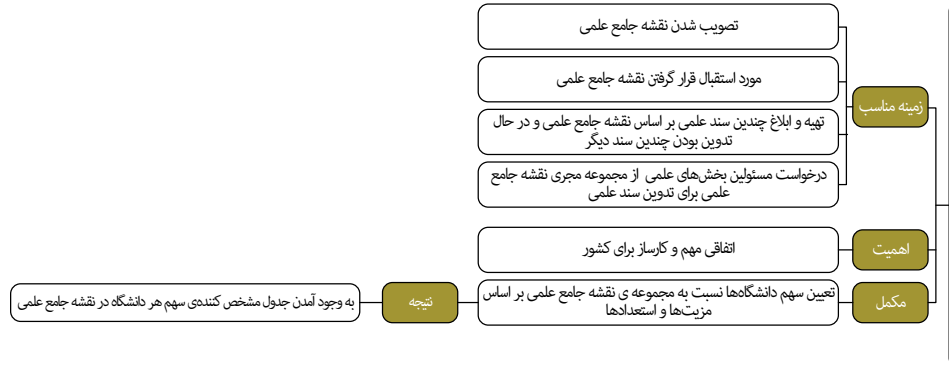 زمینه مناسب
تصویب شدن نقشه جامع علمی
مورد استقبال قرار گرفتن نقشه جامع علمی
تهیه و ابلاغ چندین سند علمی بر اساس نقشه جامع علمی و در حال
تدوین بودن چندین سند دیگر
درخواست مسئولین بخش‌های علمی از مجموعه مجری نقشه جامع
علمی برای تدوین سند علمی
اهمیت
اتفاقی مهم و کارساز برای کشور
مکمل
تعیین سهم دانشگاه‌ها نسبت به مجموعه ی نقشه جامع علمی بر اساس
مزیت‌ها و استعدادها
نتیجه
به وجود آمدن جدول مشخص کننده‌ی سهم هر دانشگاه در نقشه جامع علمی